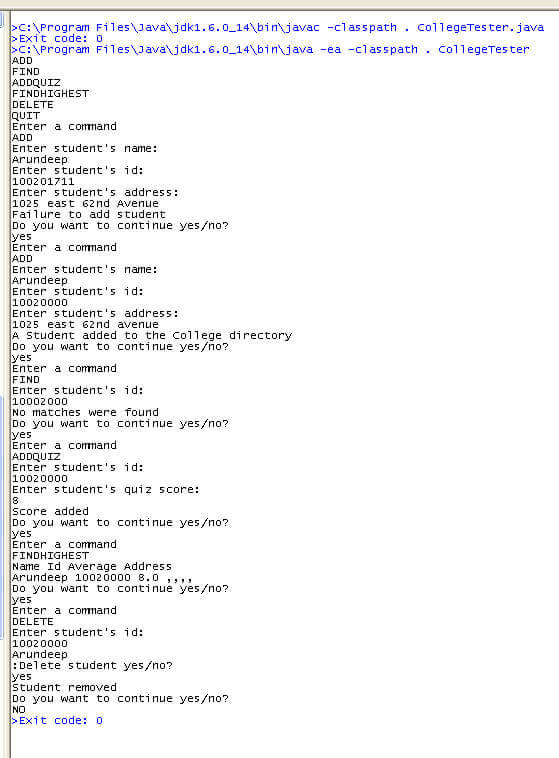 >C:\Program Files\Java\jdk1.6.0_14\bin\javac -classpath . CollegeTester.java
>Exit code: 0
>C:\Program Files\Java\jdk1.6.0_14\bin\java -ea -classpath . CollegeTester
ADD
FIND
ADDQUIZ
FINDHIGHEST
DELETE
QUIT
Enter a command
ADD
Enter student's name:
Arundeep
Enter student's id:
100201711
Enter student's address:
1025 east 62nd Avenue
Failure to add student
Do you want to continue yes/no?
yes
Enter a command
ADD
Enter student's name:
Arundeep
Enter student's id:
10020000
Enter student's address:
1025 east 62nd avenue
A Student added to the College directory
Do you want to continue yes/no?
yes
Enter a command
FIND
Enter student's id:
10002000
No matches were found
Do you want to continue yes/no?
yes
Enter a command
ADDQUIZ
Enter student's id:
10020000
Enter student's quiz score:
8
Score added
Do you want to continue yes/no?
yes
Enter a command
FINDHIGHEST
Name Id Average Address
Arundeep 10020000 8.0 ,,,,
Do you want to continue yes/no?
yes
Enter a command
DELETE
Enter student's id:
10020000
Arundeep
:Delete student yes/no?
yes
Student removed
Do you want to continue yes/no?
NO
>Exit code: 0